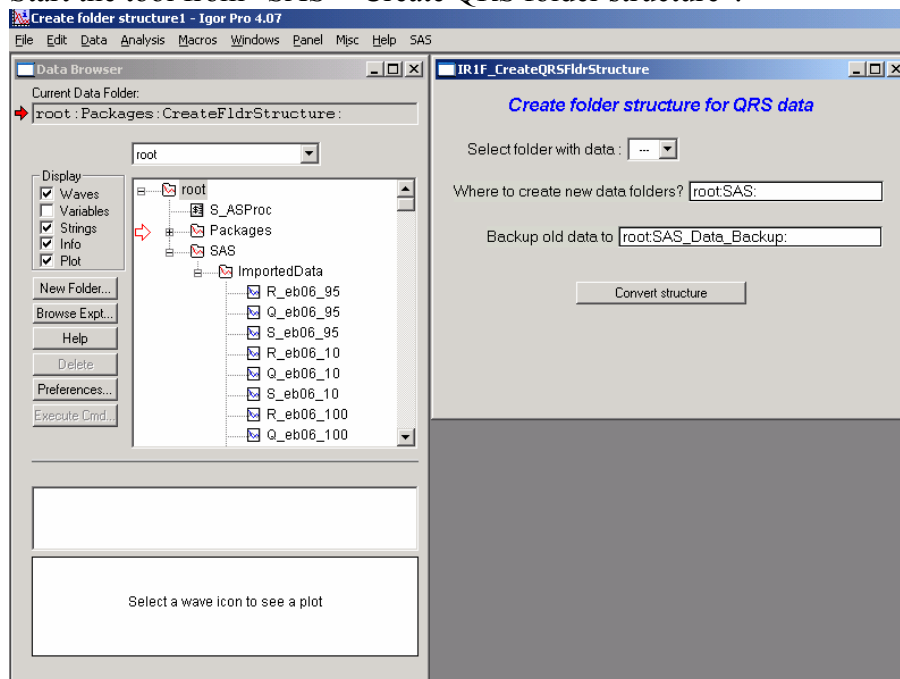 Start the tool from "SAS" "Create QRS folder structure".
Create folder structure1 - Igor Pro 4.07
File Edit Data Analysis Macros Windows Panel Misc Help SAS
Data Browser
Current Data Folder:
root:Packages:CreateFldrStructure:
root
Display
Waves
Variables
Strings
Info
Plot
New Folder...
Browse Expt...
Help
Delete
Preferences...
Execute Cmd...
root
S_ASProc
Packages
SAS
ImportedData
R_eb06_95
Q_eb06_95
S_eb06_95
R_eb06_10
Q_eb06_10
S_eb06_10
R_eb06_100
Q_eb06_100
Select a wave icon to see a plot
IR1F_CreateQRSFldrStructure
Create folder structure for QRS data
Select folder with data : ---
Where to create new data folders? root:SAS:
Backup old data to root:SAS_Data_Backup:
Convert structure